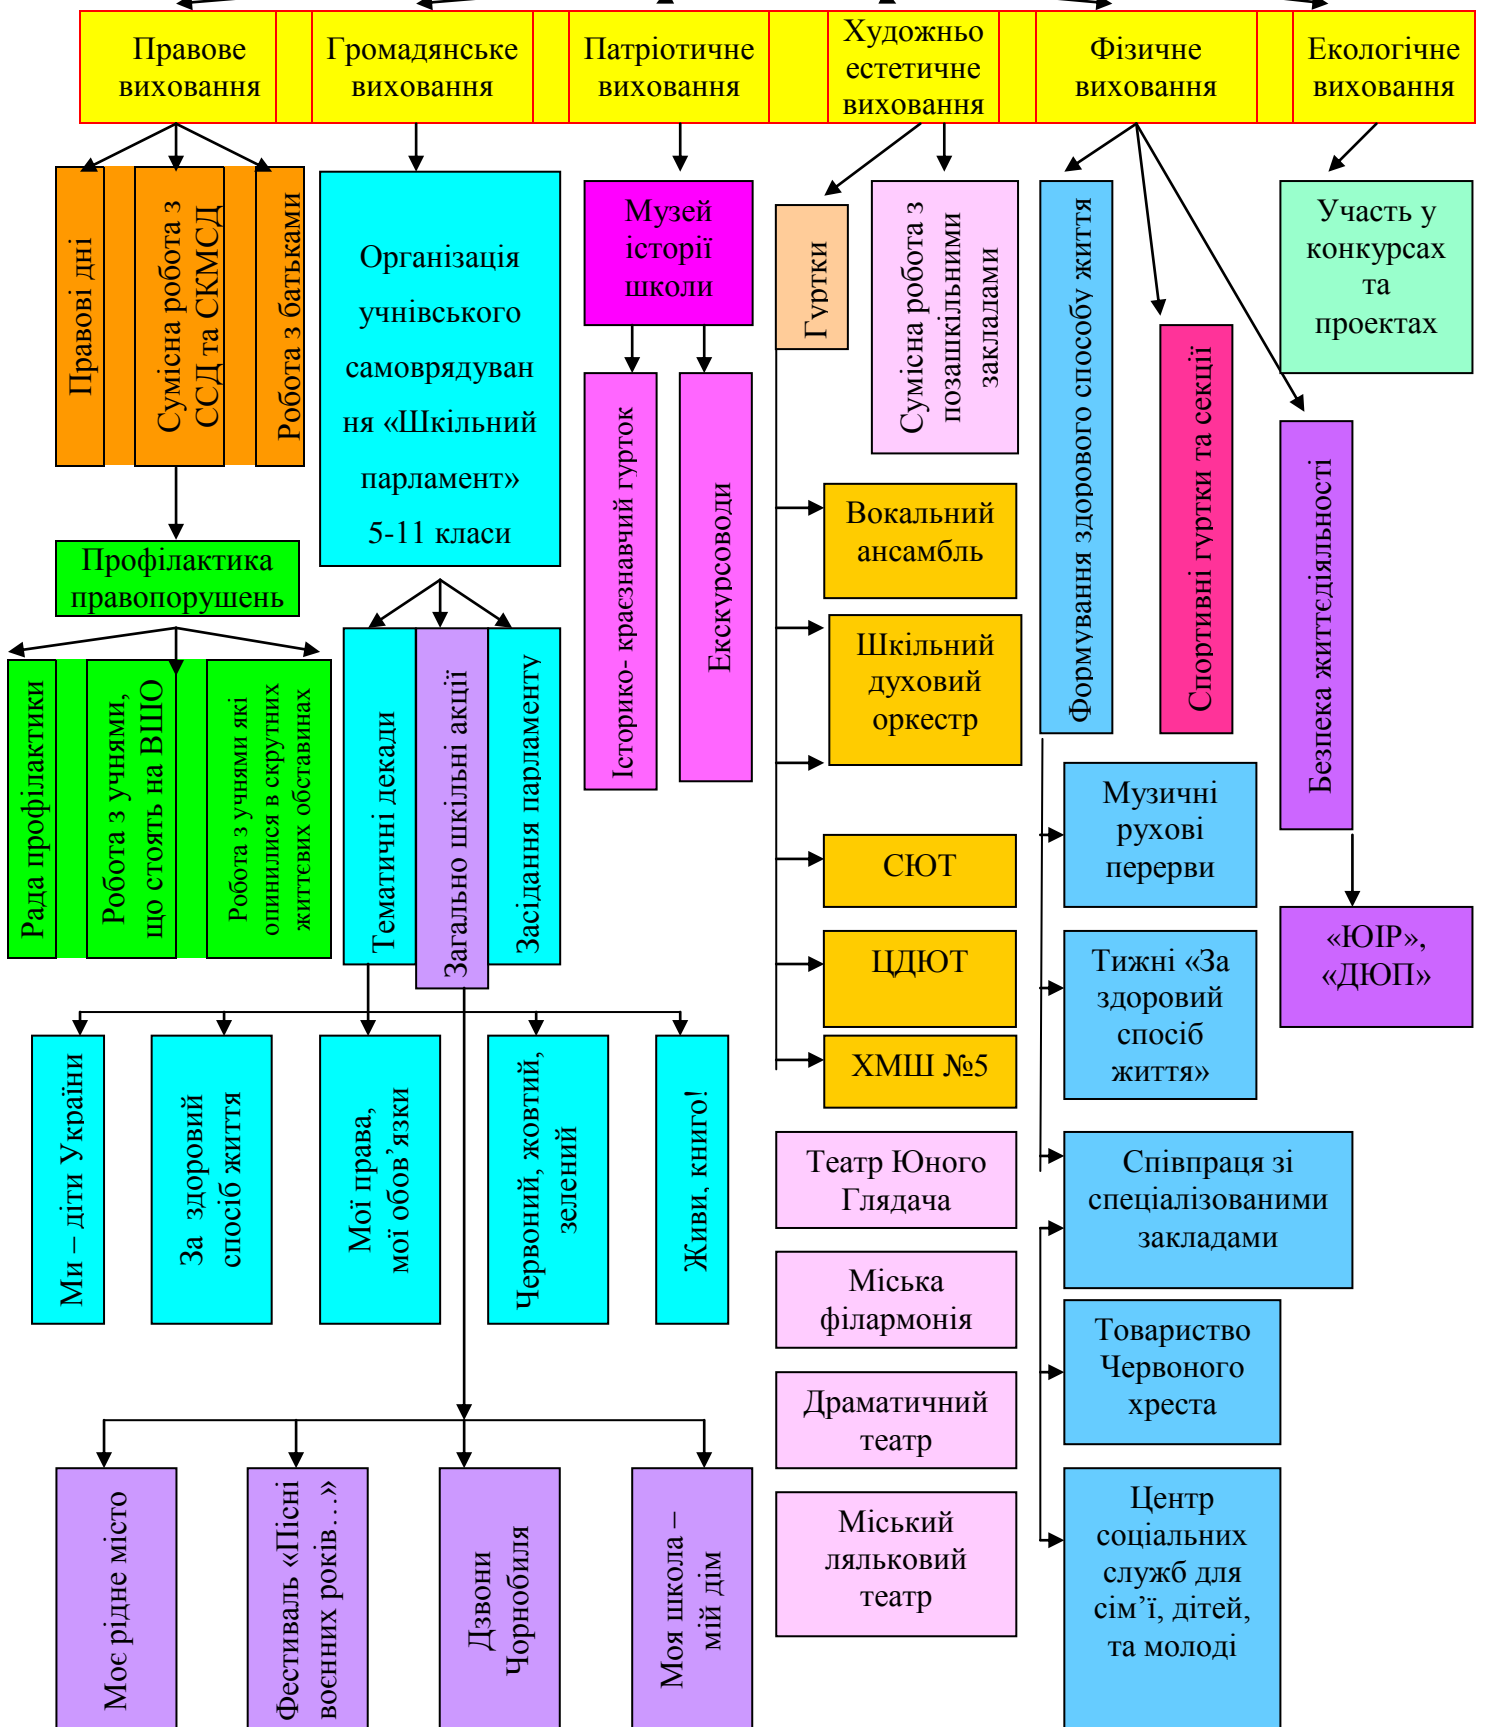 Правове
виховання
Громадянське
виховання
Патріотичне
виховання
Художньо
естетичне
виховання
Фізичне
виховання
Екологічне
виховання
Правові дні
Сумісна робота з
ССД та СКМСД
Робота з батьками
Організація
учнівського
самоврядуван
ня «Шкільний
парламент»
5-11 класи
Музей
історії
школи
Гуртки
Сумісна робота з
позашкільними
закладами
Формування здорового способу життя
Спортивні гуртки та секції
Безпека життєдіяльності
Участь у
конкурсах
та
проектах
Історико- краєзнавчий гурток
Екскурсоводи
Профілактика
правопорушень
Рада профілактики
Робота з учнями,
що стоять на ВШО
Робота з учнями які
опинилися в скрутних
життєвих обставинах
Тематичні декади
Загально шкільні акції
Засідання парламенту
Вокальний
ансамбль
Шкільний
духовий
оркестр
СЮТ
ЦДЮТ
ХМШ №5
Музичні
рухові
перерви
Тижні «За
здоровий
спосіб
життя»
«ЮІР»,
«ДЮП»
Ми – діти України
За здоровий
спосіб життя
Мої права,
мої обов’язки
Червоний, жовтий,
зелений
Живи, книго!
Театр Юного
Глядача
Міська
філармонія
Драматичний
театр
Міський
ляльковий
театр
Співпраця зі
спеціалізованими
закладами
Товариство
Червоного
хреста
Центр
соціальних
служб для
сім’ї, дітей,
та молоді
Моє рідне місто
Фестиваль «Пісні
воєнних років…»
Дзвони
Чорнобиля
Моя школа –
мій дім